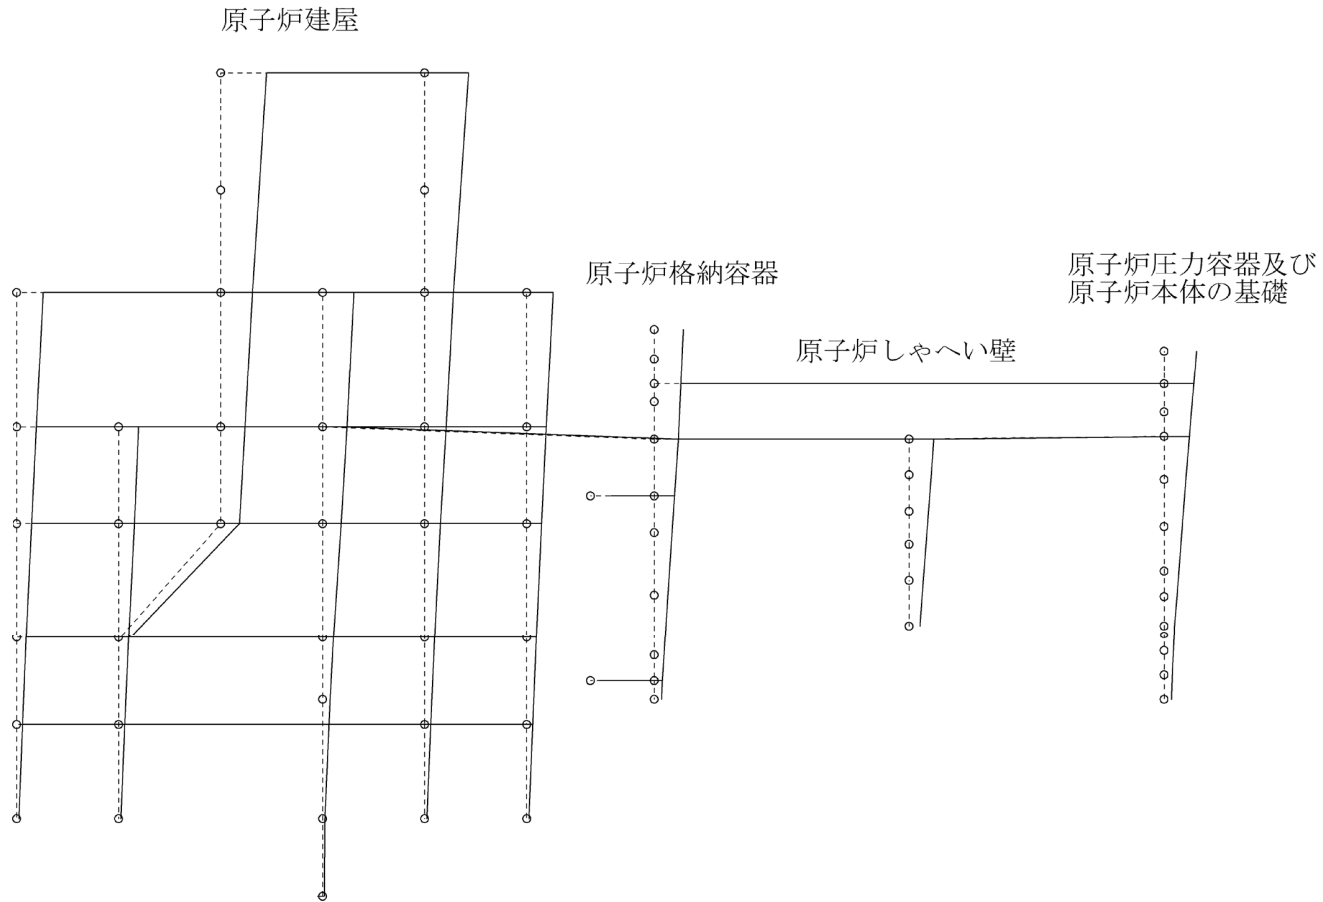 原子炉建屋
原子炉格納容器
原子炉圧力容器及び
原子炉本体の基礎
原子炉しゃへい壁